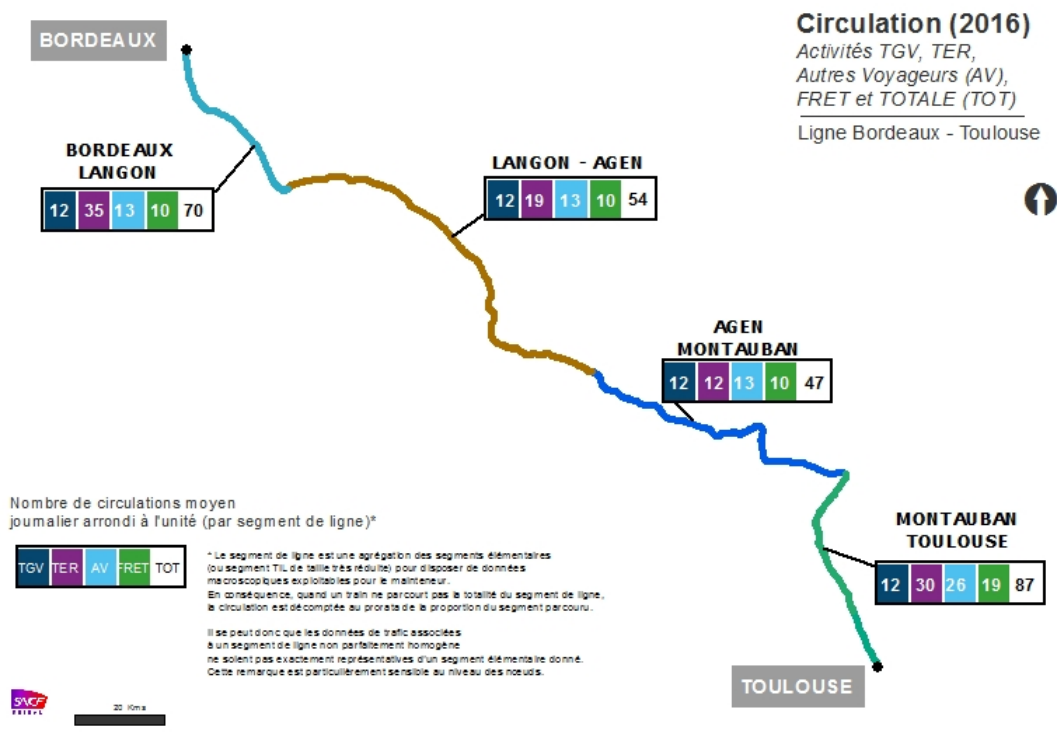 BORDEAUX
Circulation (2016)
Activités TGV, TER,
Autres Voyageurs (AV),
FRET et TOTALE (TOT)
Ligne Bordeaux - Toulouse
BORDEAUX
LANGON
12 35 13 10 70
LANGON - AGEN
12 19 13 10 54
AGEN
MONTAUBAN
12 12 13 10 47
MONTAUBAN
TOULOUSE
12 30 26 19 87
TOULOUSE
Nombre de circulations moyen
journalier arrondi à l'unité (par segment de ligne)*
TGV TER AV FRET TOT
* Le segment de ligne est une agrégation des segments élémentaires
(ou segment TIL de taille très réduite) pour disposer de données
macroscopiques exploitables pour le mainteneur.
En conséquence, quand un train ne parcourt pas la totalité du segment de ligne,
la circulation est décomptée au prorata de la proportion du segment parcouru.
Il se peut donc que les données de trafic associées
à un segment de ligne non parfaitement homogène
ne soient pas exactement représentatives d'un segment élémentaire donné.
Cette remarque est particulièrement sensible au niveau des nœuds.
SNCF
20 Kms